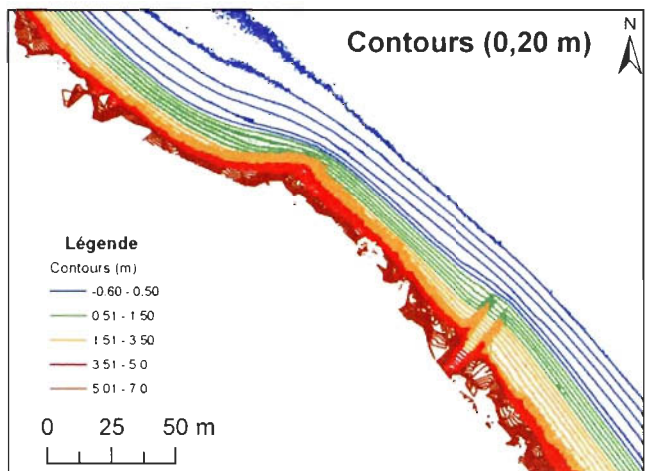 N
Contours (0,20 m)
Légende
Contours (m)
-0.60 - 0.50
0.51 - 1.50
1.51 - 3.50
3.51 - 5.0
5.01 - 7.0
0 25 50 m